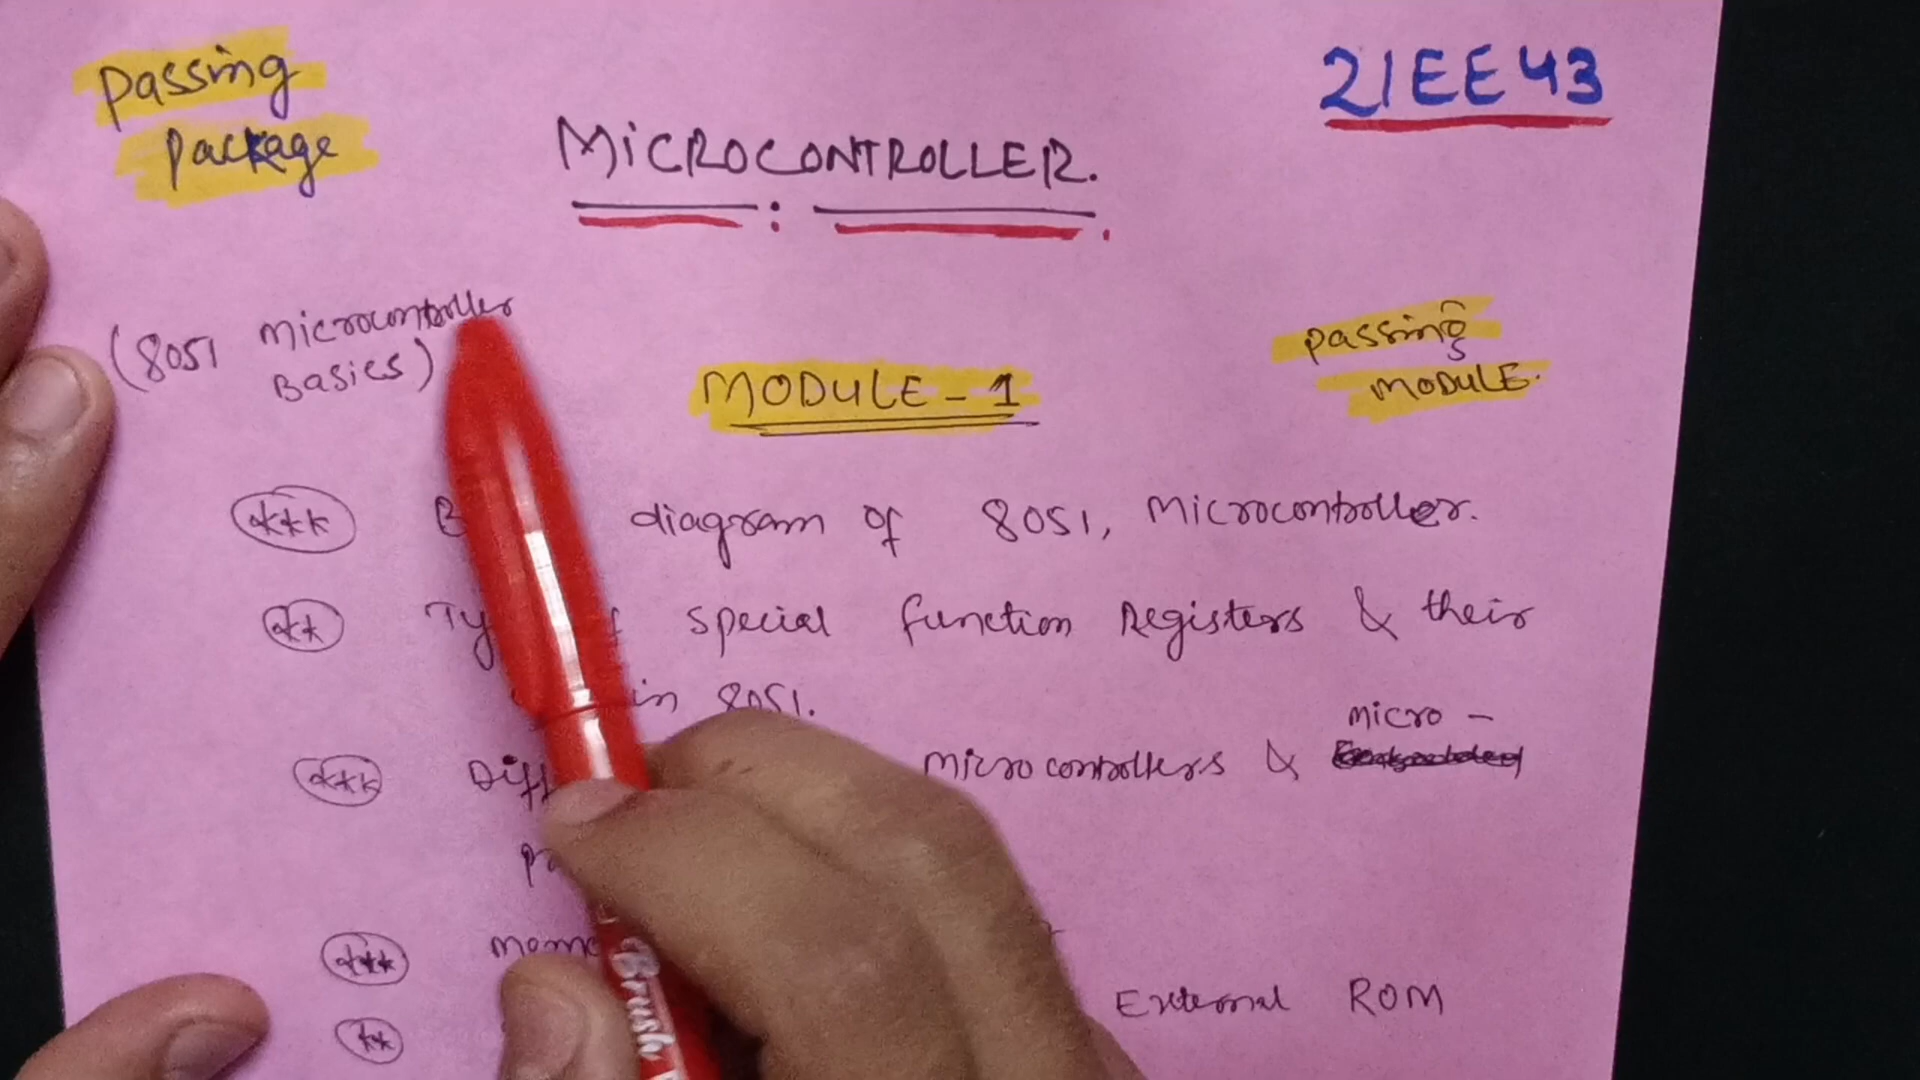 Passing
Package
21EE43
MiCROCONTROLLER.
(8051 Microcontroller
Basics)
Passing
MODULE.
MODULE - 1
*** diagram of 8051, Microcontroller.
** special function Registers & their
in 8051.
micro -
*** microcontrollers &
***
** External ROM
Brush